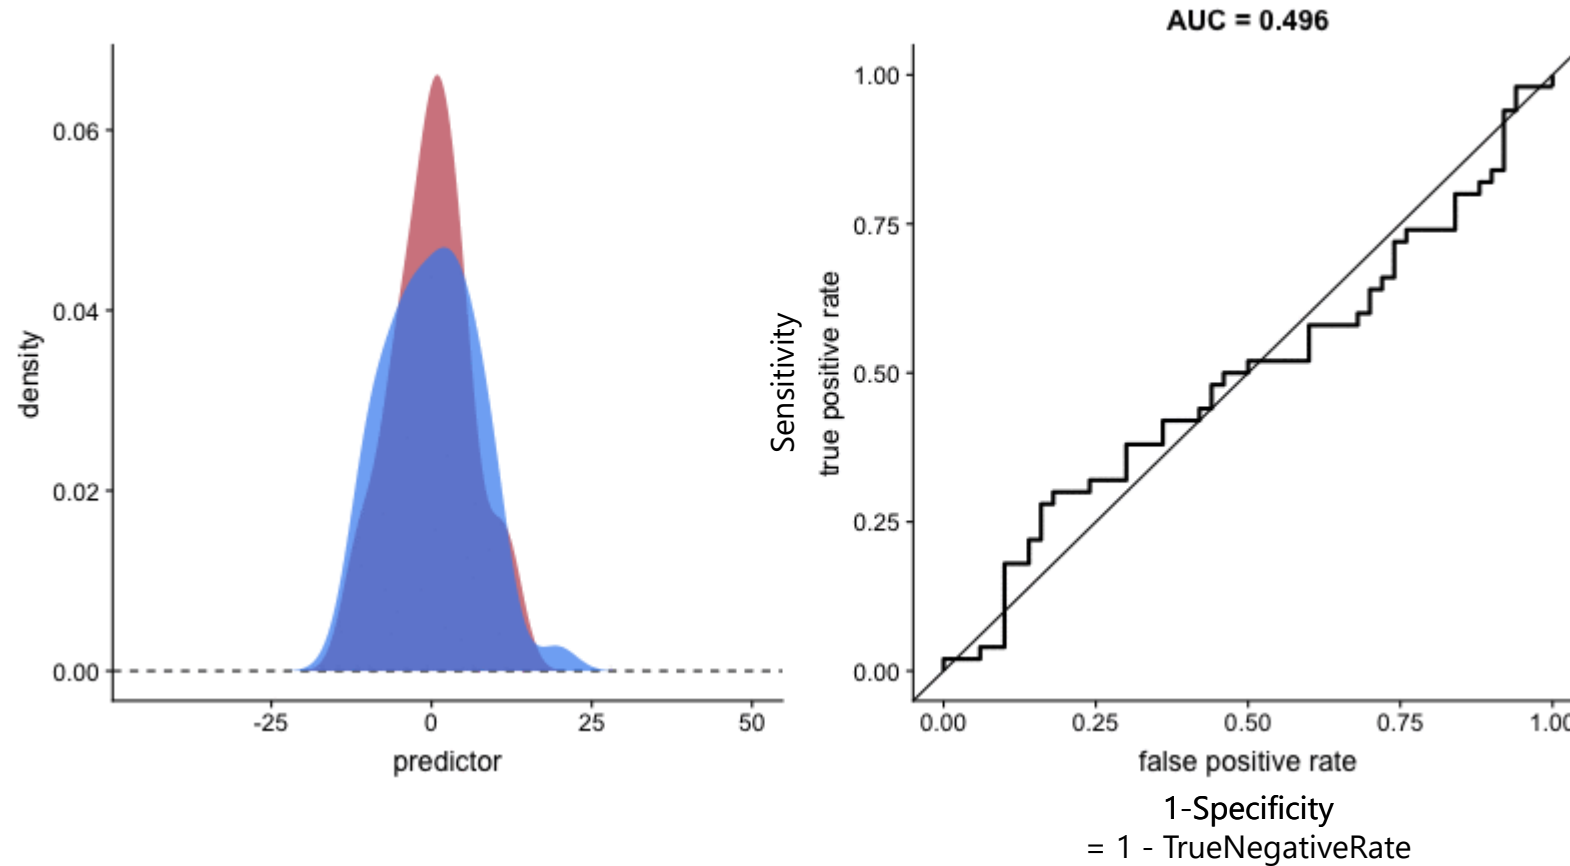 AUC = 0.496
0.06
0.04
0.02
0.00
density
-25
0
25
50
predictor
Sensitivity
true positive rate
1.00
0.75
0.50
0.25
0.00
0.00
0.25
0.50
0.75
1.00
false positive rate
1-Specificity
= 1 - TrueNegativeRate